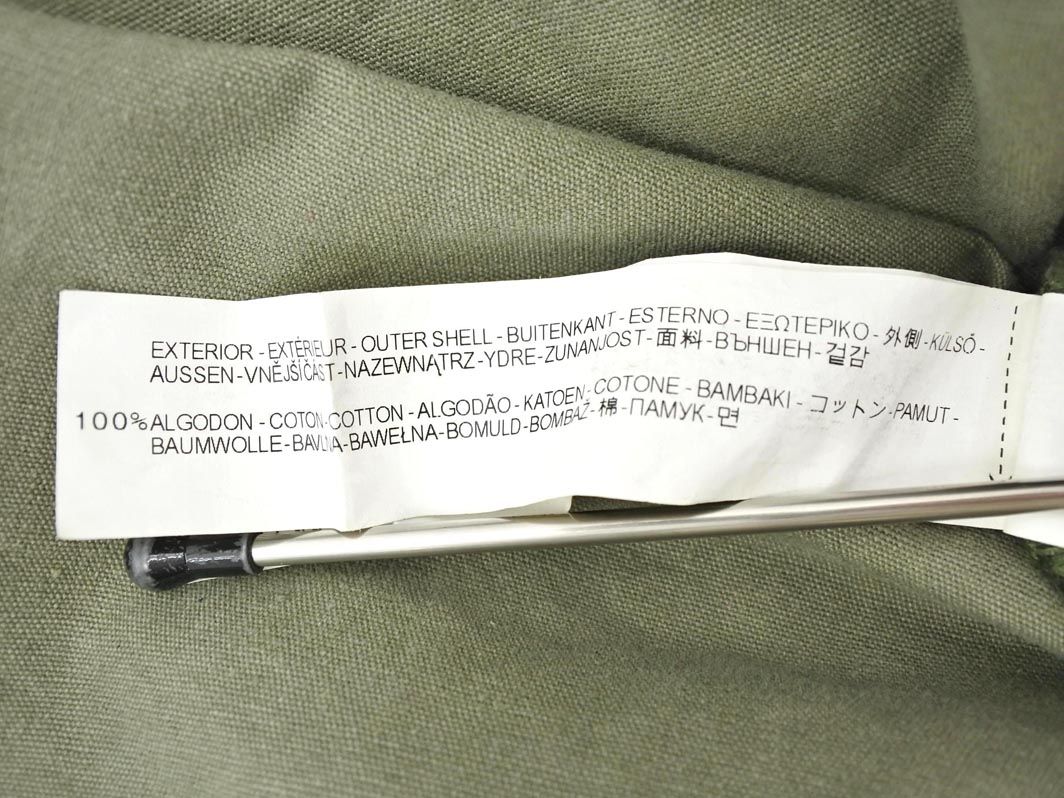 EXTERIOR - EXTÉRIEUR - OUTER SHELL - BUITENKANT - ESTERNO - ΕΞΩΤΕΡΙΚΟ - 外側 - KÜLSŐ -
AUSSEN-VNĚJŠÍČÁST-NAZEWNĄTRZ-YDRE-ZUNANJOST-面料-ВЪНШЕН-겉감
100% ALGODON - COTON-COTTON - ALGODÃO - KATOEN - COTONE - BAMBAKI - コットン-PAMUT -
BAUMWOLLE-BAVLNA-BAWEŁNA-BOMULD-BOMBAŽ-棉-ПАМУК-면